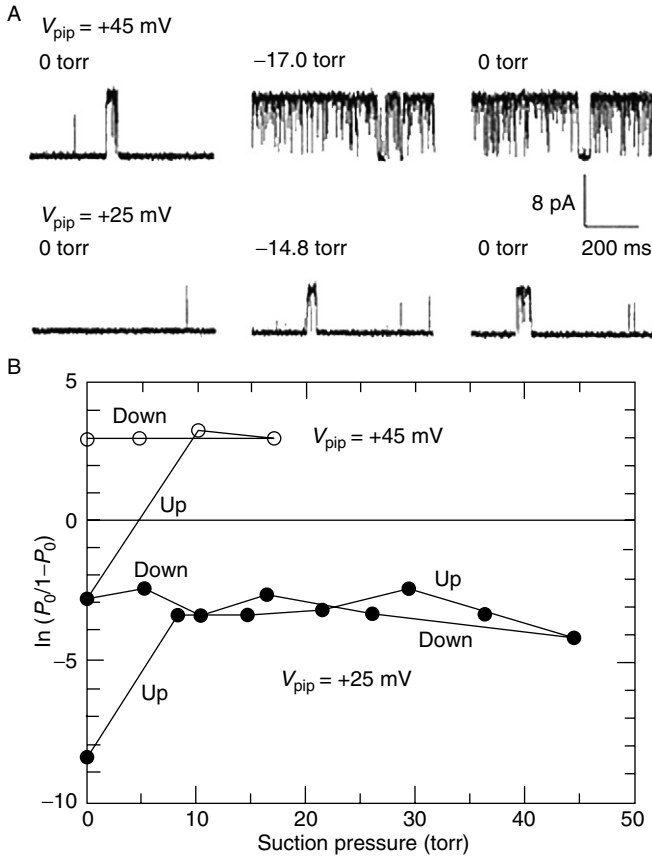 A
V_pip = +45 mV
0 torr
−17.0 torr
0 torr
8 pA
V_pip = +25 mV
0 torr
−14.8 torr
0 torr
200 ms
B
5
Down
V_pip = +45 mV
Up
0
Down
Up
Down
−5
Up
V_pip = +25 mV
−10
ln (P_0/1−P_0)
0
10
20
30
40
50
Suction pressure (torr)